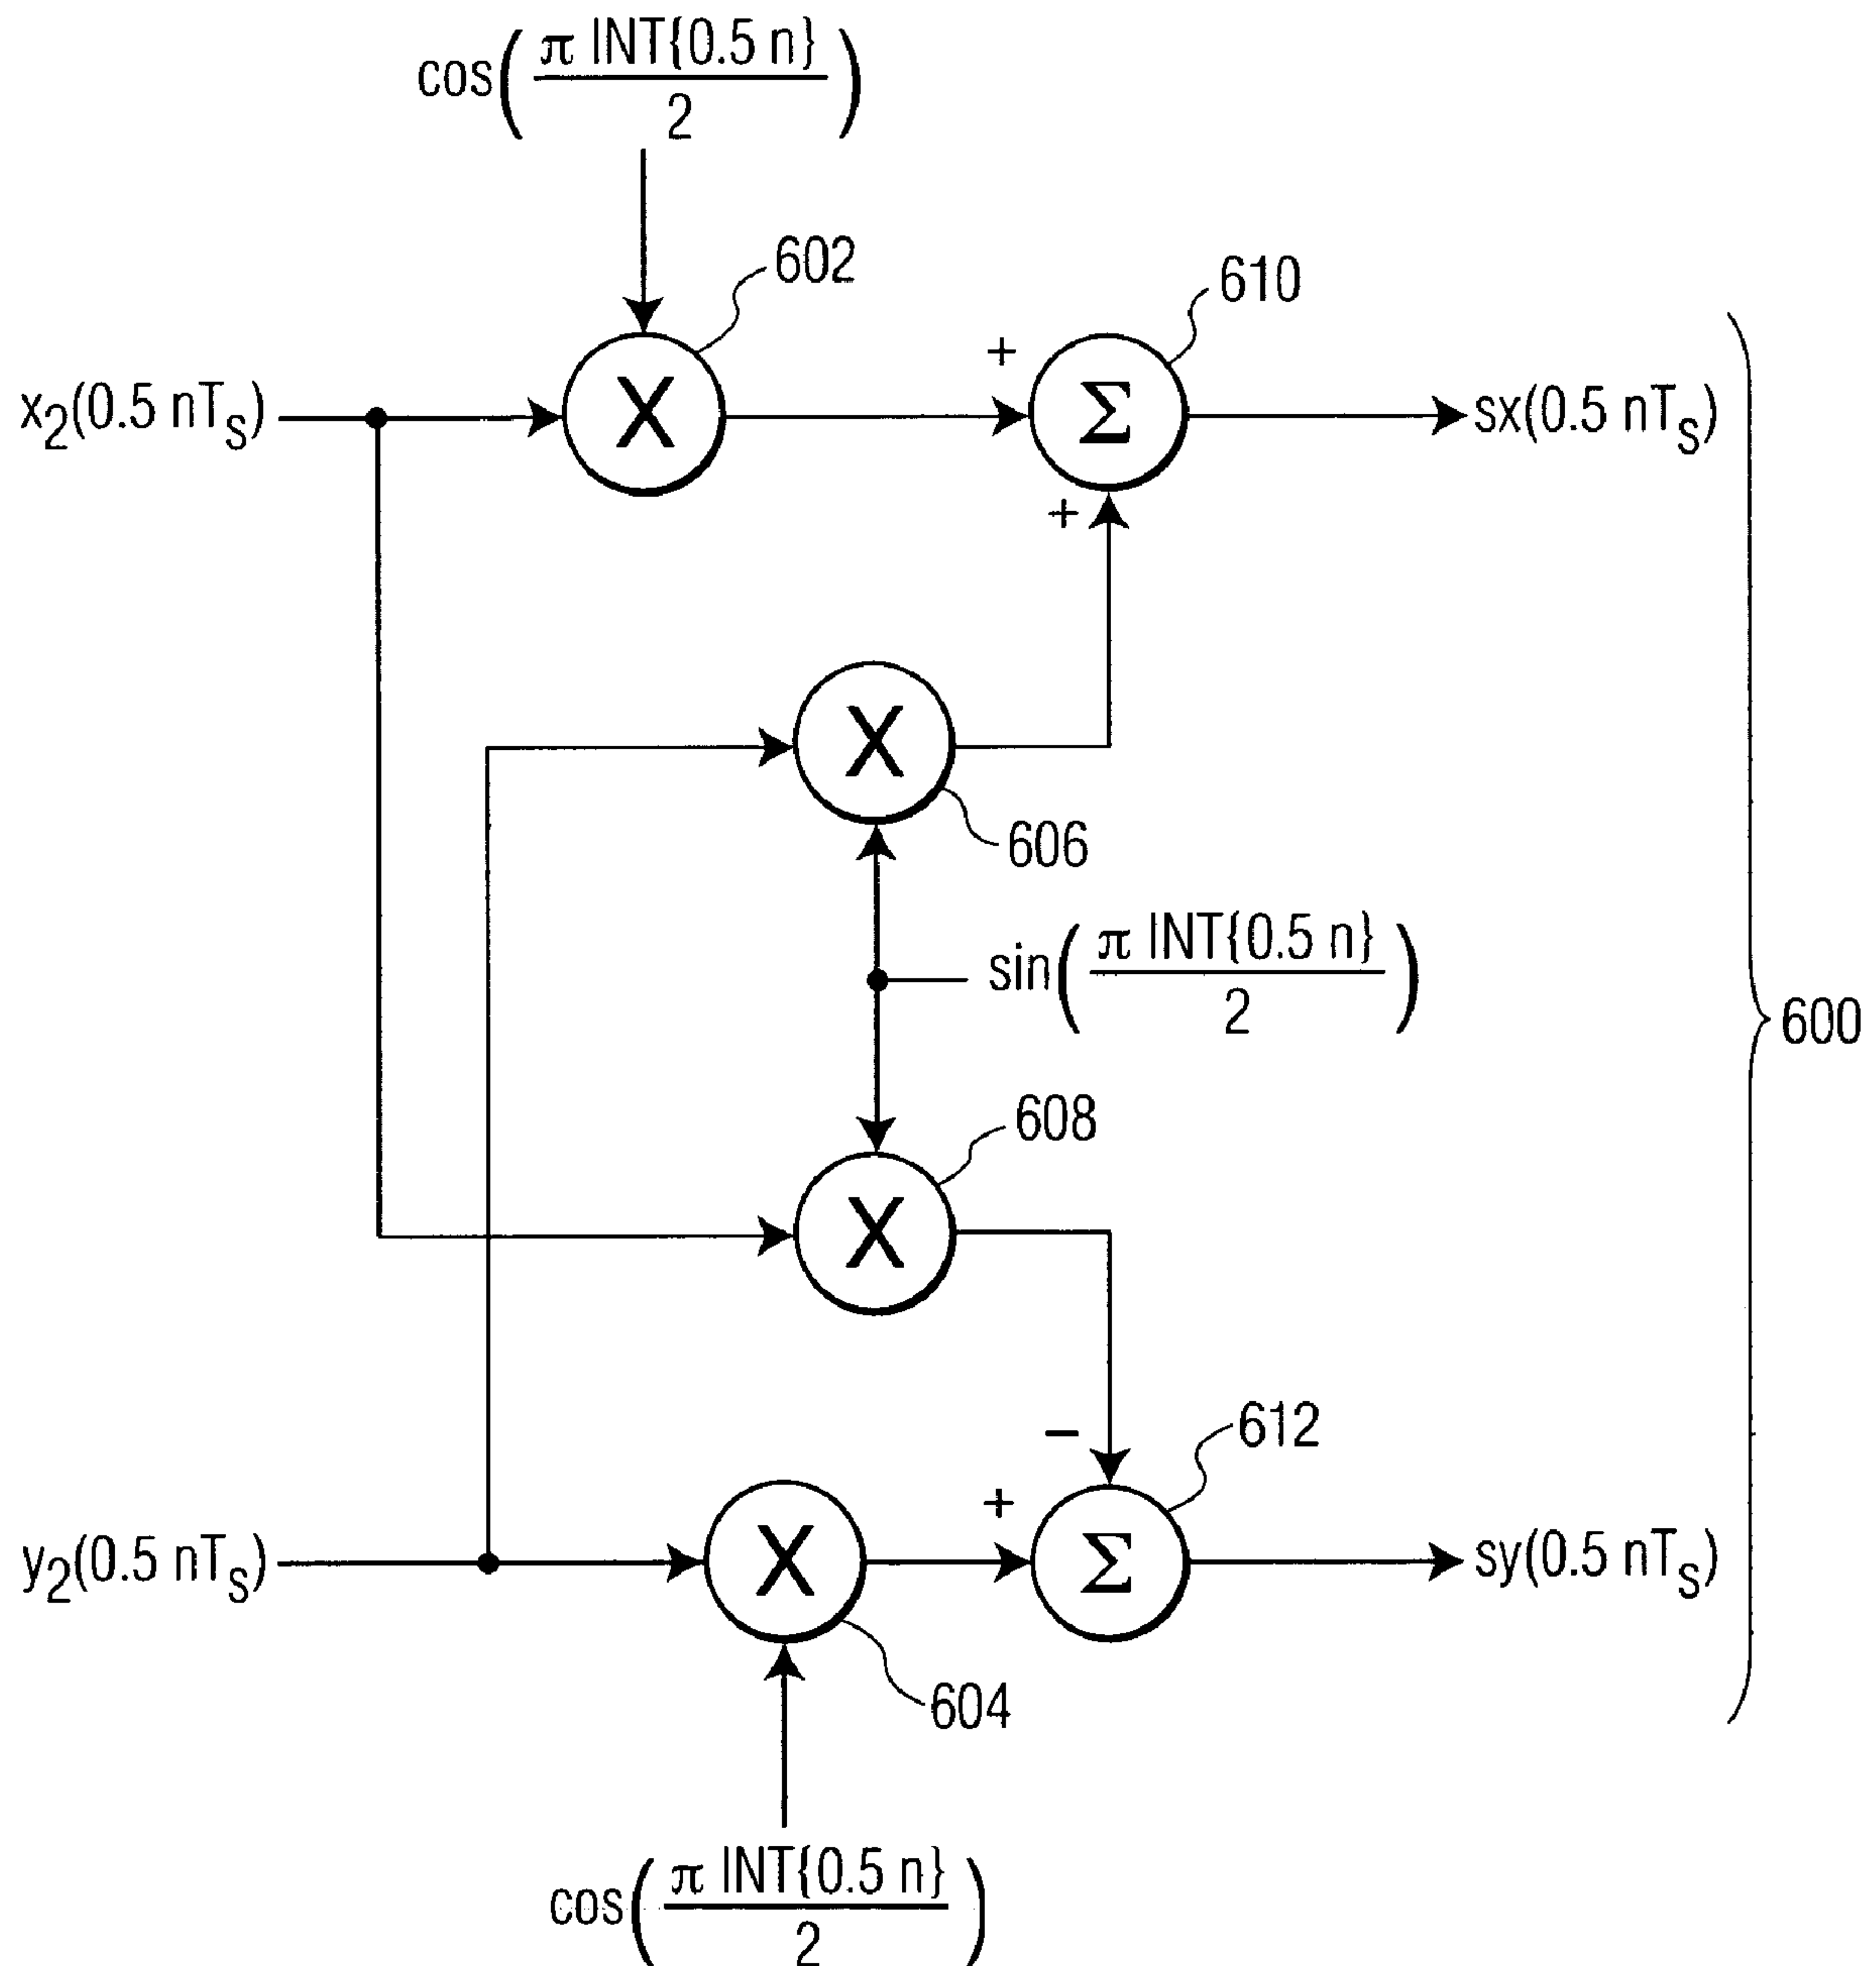 cos(π INT{0.5 n}/2)
602
610
+
x₂(0.5 nTₛ)
X
Σ
sx(0.5 nTₛ)
+
X
606
sin(π INT{0.5 n}/2)
600
608
X
612
−
+
y₂(0.5 nTₛ)
X
Σ
sy(0.5 nTₛ)
604
cos(π INT{0.5 n}/2)